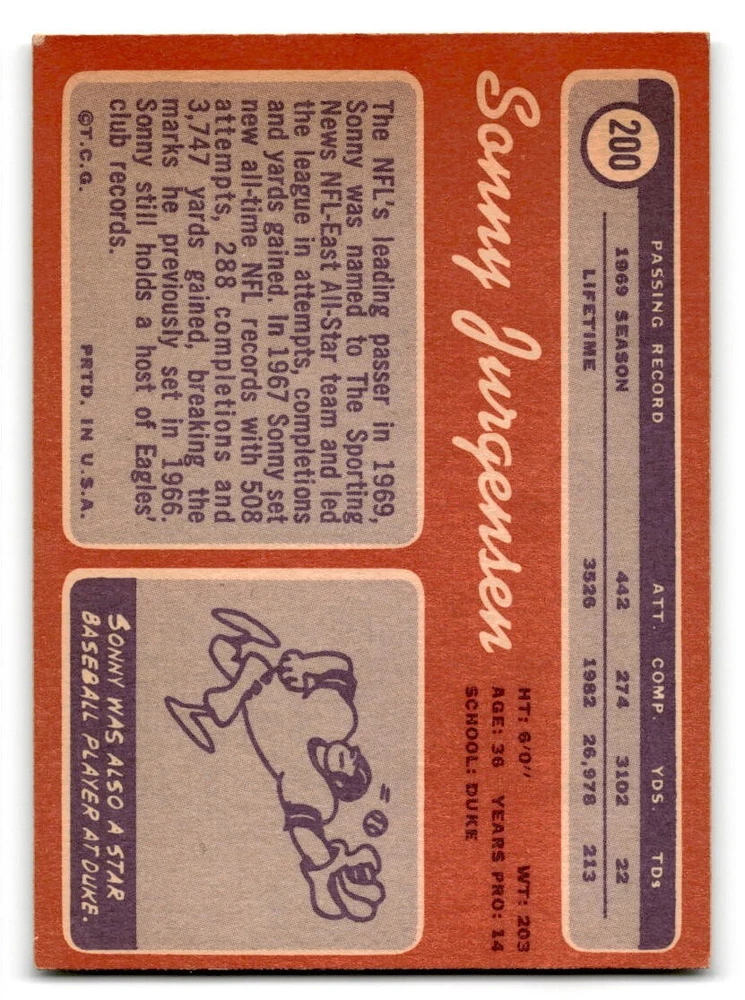 200
PASSING RECORD ATT. COMP. YDS. TDs
1969 SEASON 442 274 3102 22
LIFETIME 3526 1982 26,978 213
Sonny Jurgensen
HT: 6'0" WT: 203
AGE: 36 YEARS PRO: 14
SCHOOL: DUKE
The NFL's leading passer in 1969,
Sonny was named to The Sporting
News NFL-East All-Star team and led
the league in attempts, completions
and yards gained. In 1967 Sonny set
new all-time NFL records with 508
attempts, 288 completions and
3,747 yards gained, breaking the
marks he previously set in 1966.
Sonny still holds a host of Eagles'
club records.
©T.C.G. PRTD. IN U.S.A.
SONNY WAS ALSO A STAR
BASEBALL PLAYER AT DUKE.